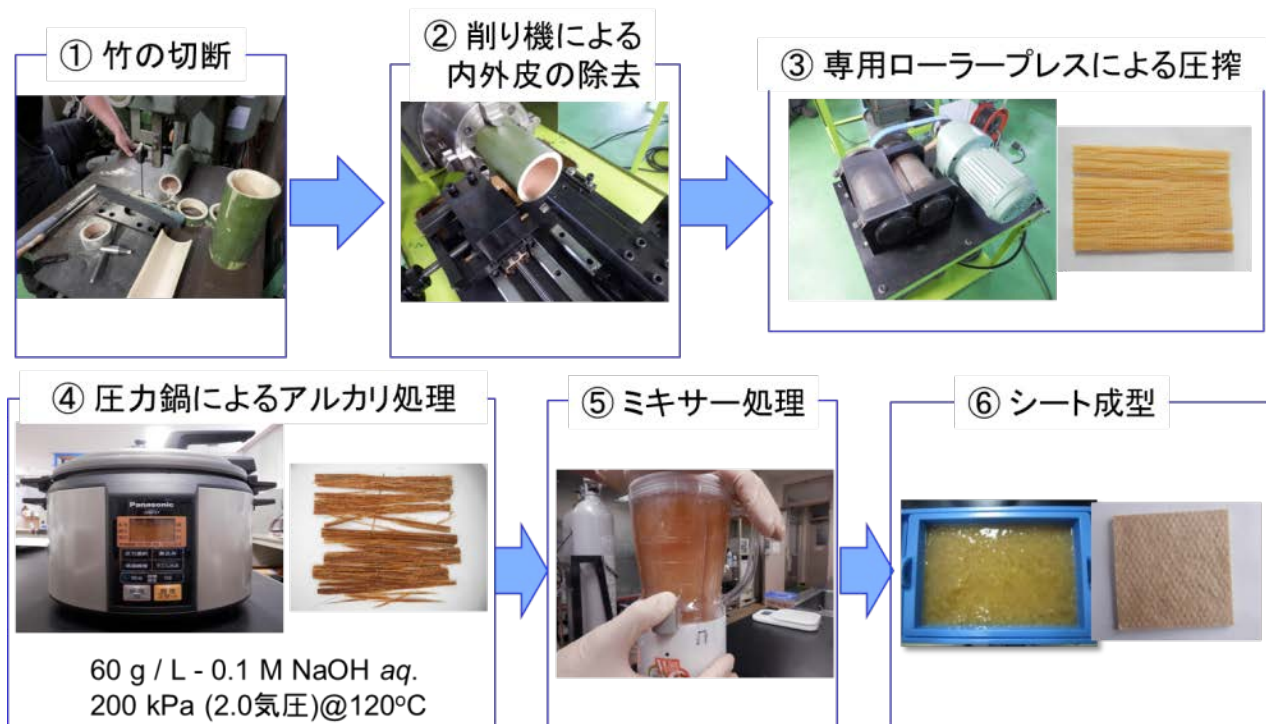 ① 竹の切断
② 削り機による
内外皮の除去
③ 専用ローラープレスによる圧搾
④ 圧力鍋によるアルカリ処理
Panasonic
60 g / L - 0.1 M NaOH aq.
200 kPa (2.0気圧)@120°C
⑤ ミキサー処理
⑥ シート成型